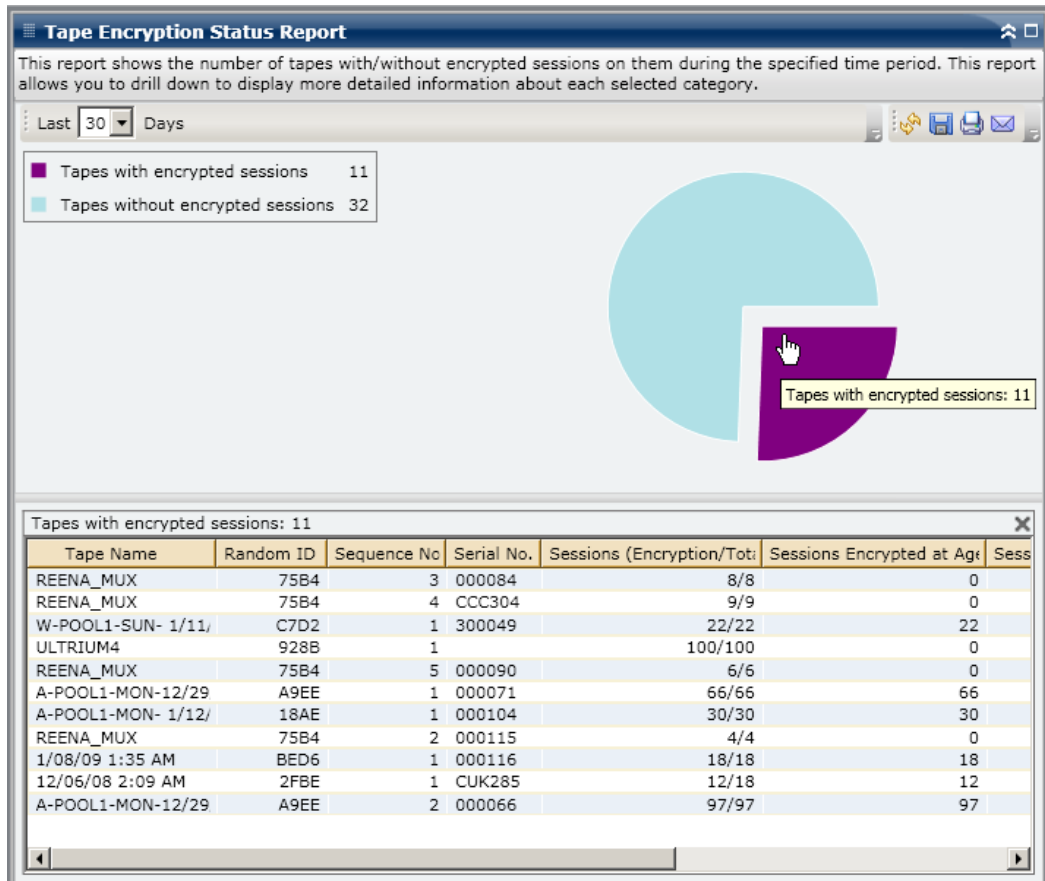 Tape Encryption Status Report
This report shows the number of tapes with/without encrypted sessions on them during the specified time period. This report
allows you to drill down to display more detailed information about each selected category.
Last 30 Days
Tapes with encrypted sessions 11
Tapes without encrypted sessions 32
Tapes with encrypted sessions: 11
Tapes with encrypted sessions: 11
Tape Name Random ID Sequence No Serial No. Sessions (Encryption/Tota Sessions Encrypted at Age Sess
REENA_MUX 75B4 3 000084 8/8 0
REENA_MUX 75B4 4 CCC304 9/9 0
W-POOL1-SUN- 1/11/ C7D2 1 300049 22/22 22
ULTRIUM4 928B 1 100/100 0
REENA_MUX 75B4 5 000090 6/6 0
A-POOL1-MON-12/29 A9EE 1 000071 66/66 66
A-POOL1-MON- 1/12/ 18AE 1 000104 30/30 30
REENA_MUX 75B4 2 000115 4/4 0
1/08/09 1:35 AM BED6 1 000116 18/18 18
12/06/08 2:09 AM 2FBE 1 CUK285 12/18 12
A-POOL1-MON-12/29 A9EE 2 000066 97/97 97